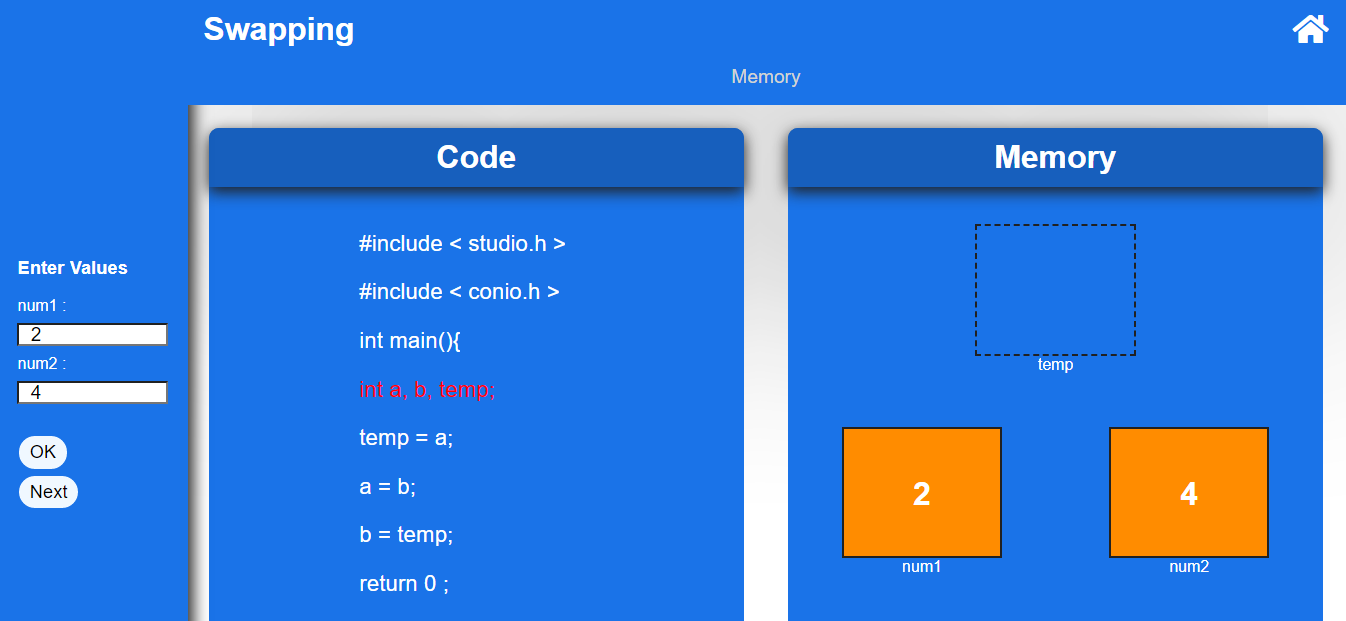 Swapping
Memory
Enter Values
num1 :
2
num2 :
4
OK
Next
Code
#include < studio.h >
#include < conio.h >
int main(){
int a, b, temp;
temp = a;
a = b;
b = temp;
return 0 ;
Memory
temp
2
4
num1
num2